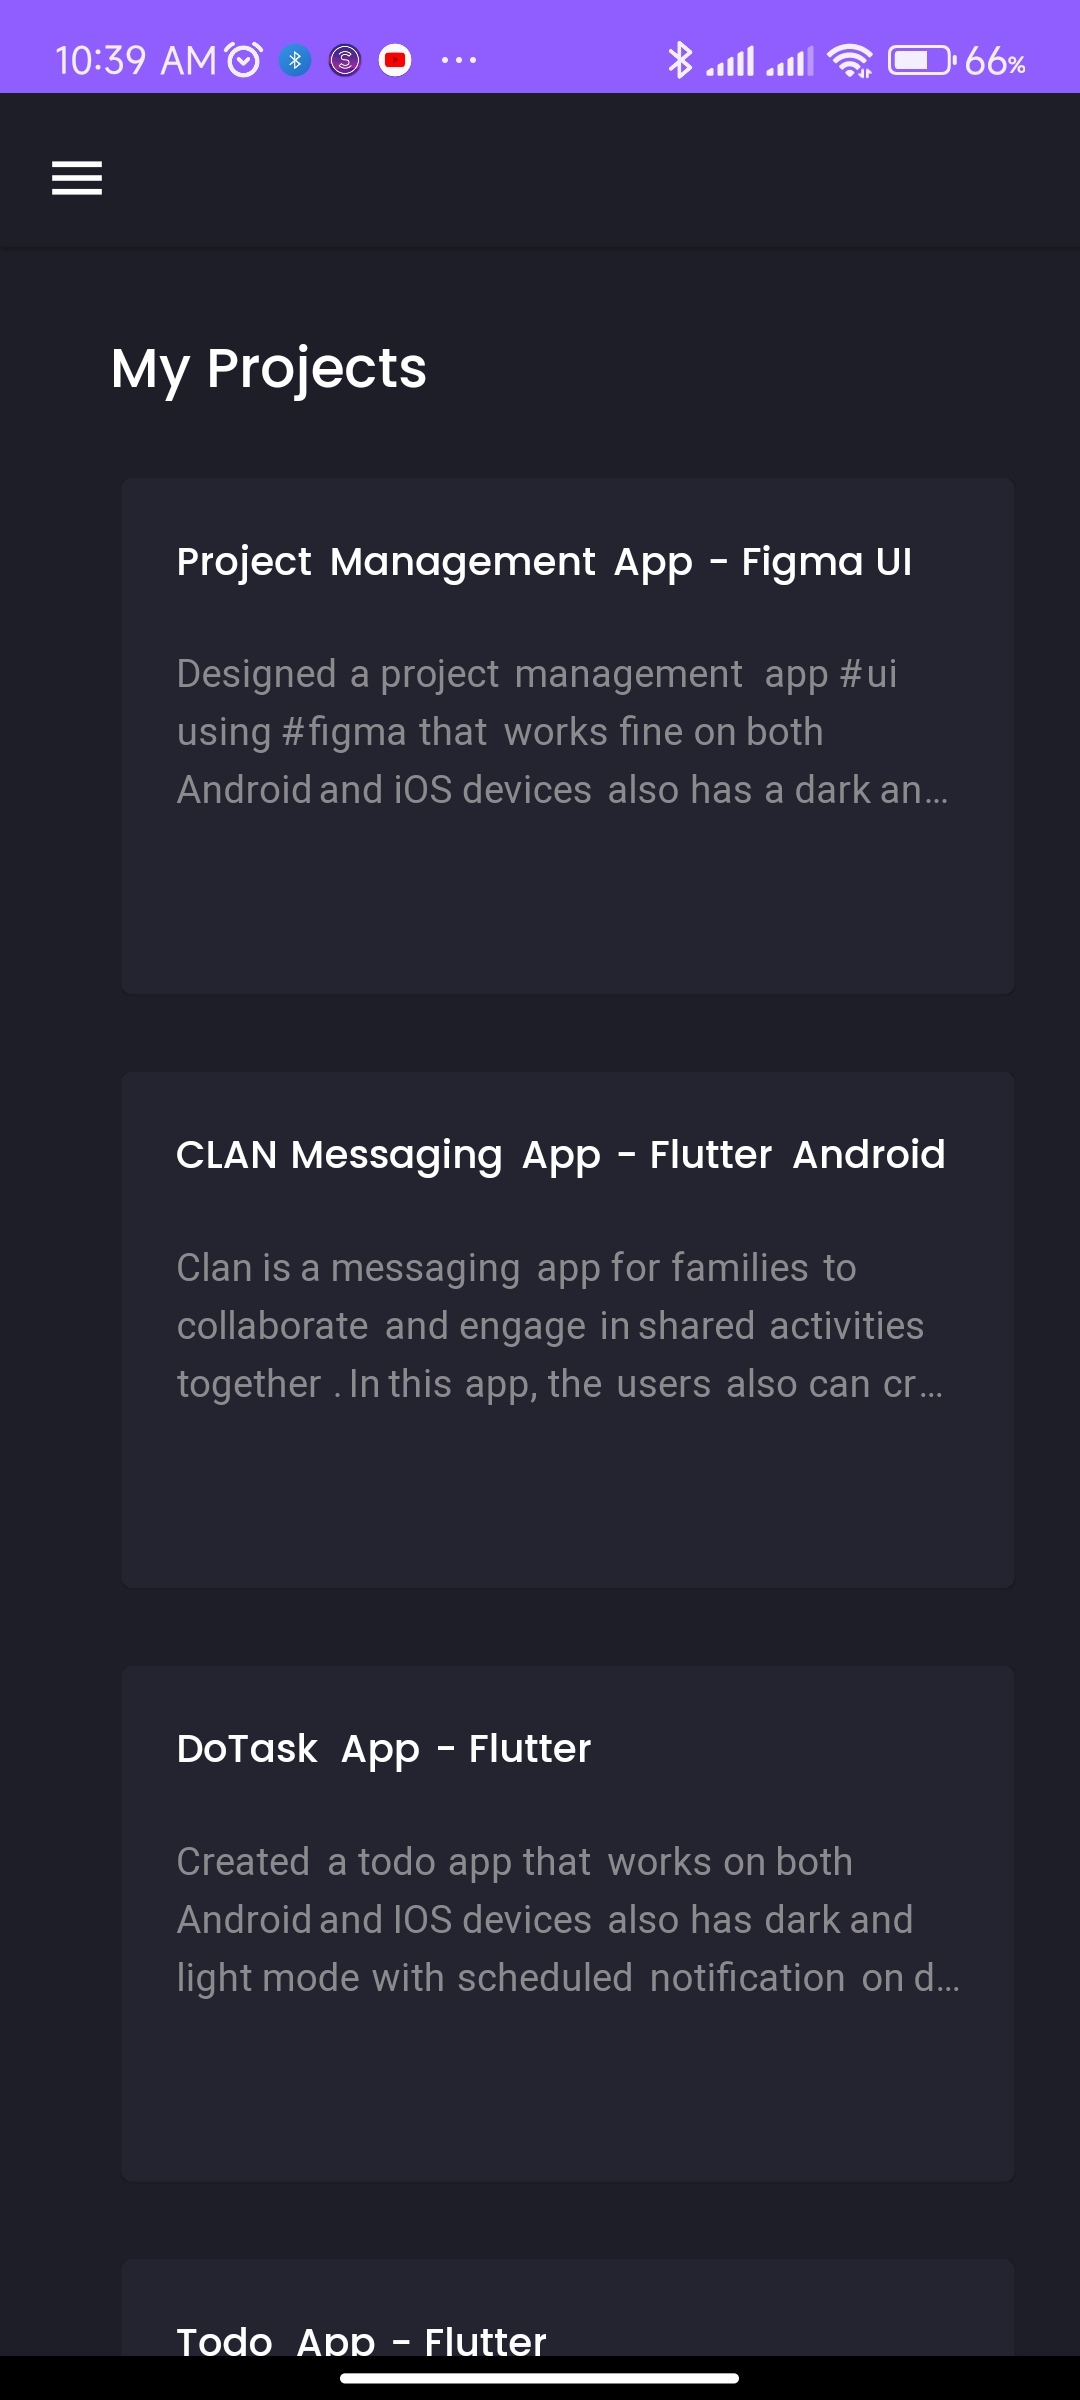 10:39 AM
66%
My Projects
Project Management App - Figma UI
Designed a project management app #ui
using #figma that works fine on both
Android and iOS devices also has a dark an...
CLAN Messaging App - Flutter Android
Clan is a messaging app for families to
collaborate and engage in shared activities
together . In this app, the users also can cr...
DoTask App - Flutter
Created a todo app that works on both
Android and IOS devices also has dark and
light mode with scheduled notification on d...
Todo App - Flutter